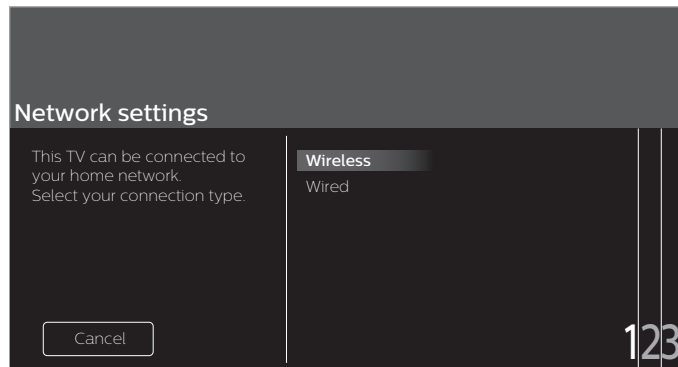 Network settings
This TV can be connected to
your home network.
Select your connection type.
Wireless
Wired
Cancel
123